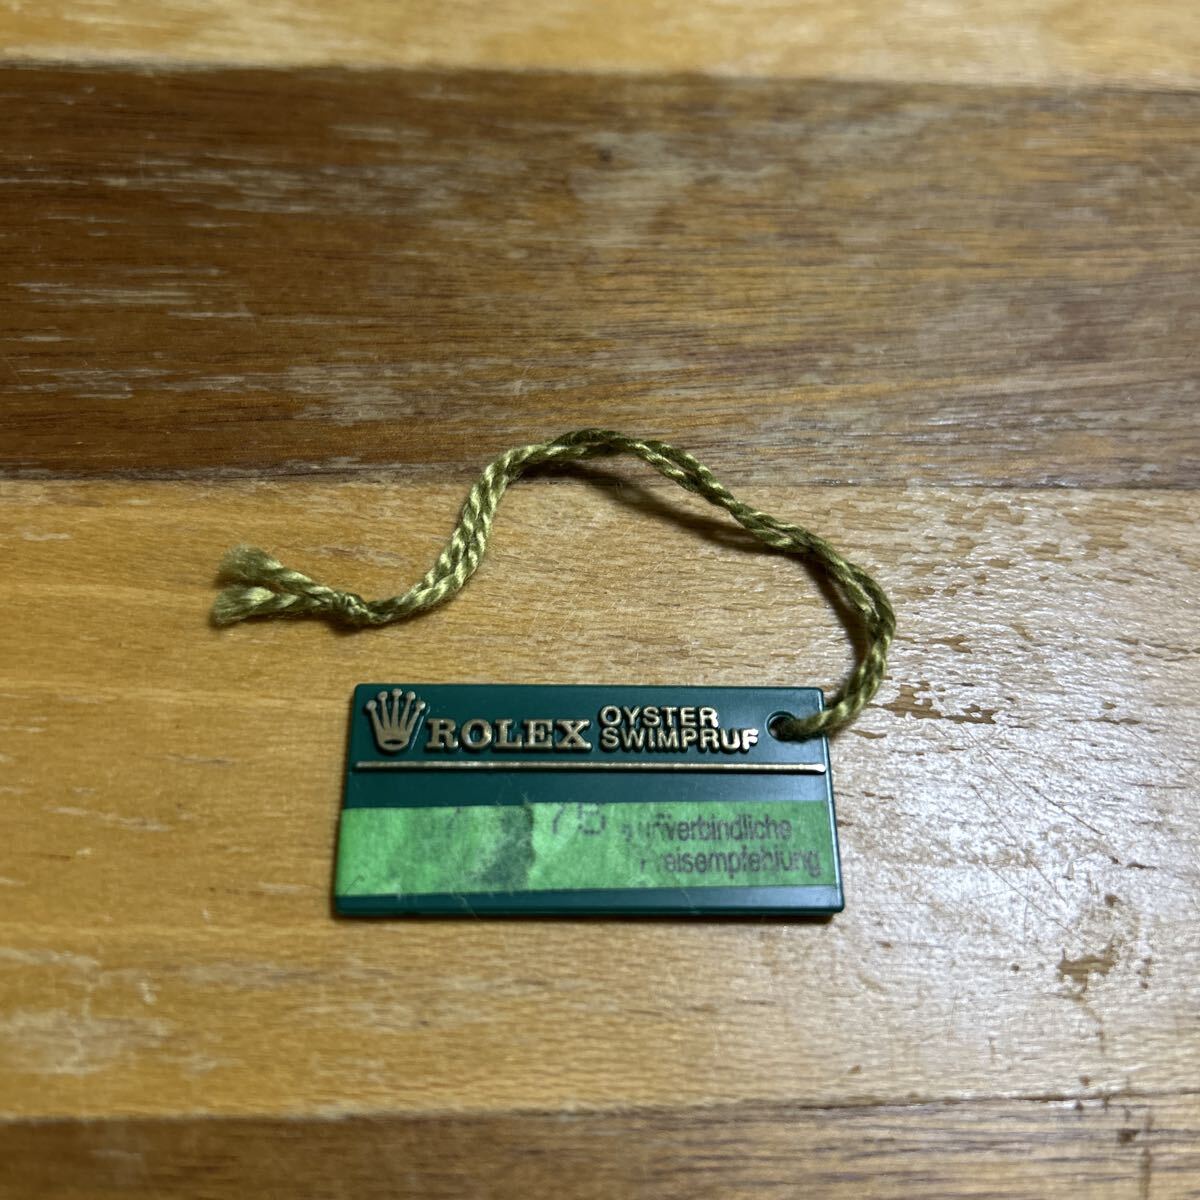 ROLEX OYSTER
SWIMPRUF
unverbindliche
Preisempfehlung